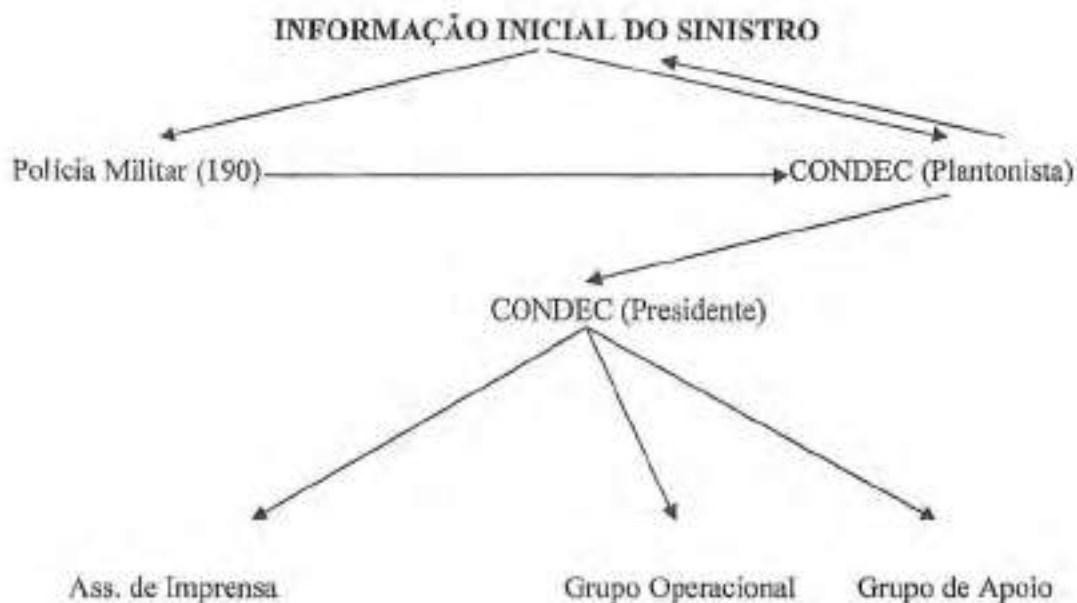 INFORMAÇÃO INICIAL DO SINISTRO
Polícia Militar (190)
CONDEC (Plantonista)
CONDEC (Presidente)
Ass. de Imprensa
Grupo Operacional
Grupo de Apoio